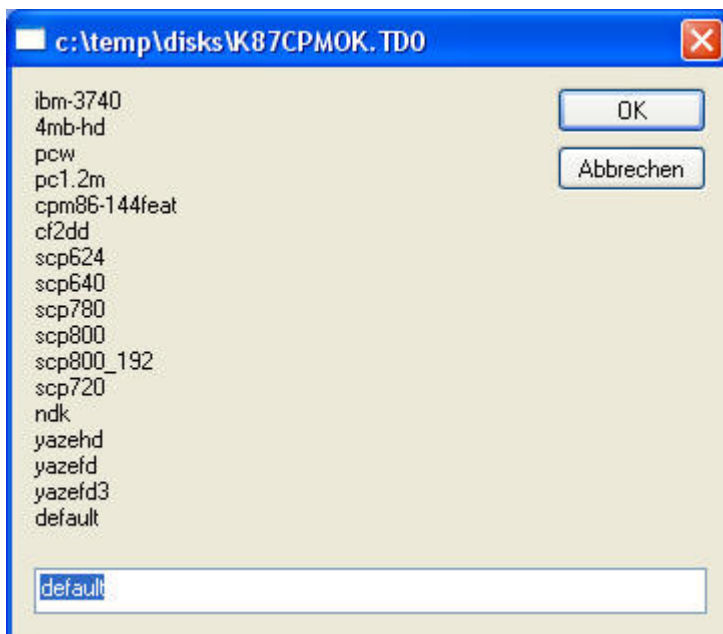 c:\temp\disks\K87CPMOK.TD0
ibm-3740
4mb-hd
pcw
pc1.2m
cpm86-144feat
cf2dd
scp624
scp640
scp780
scp800
scp800_192
scp720
ndk
yazehd
yazefd
yazefd3
default
OK
Abbrechen
default